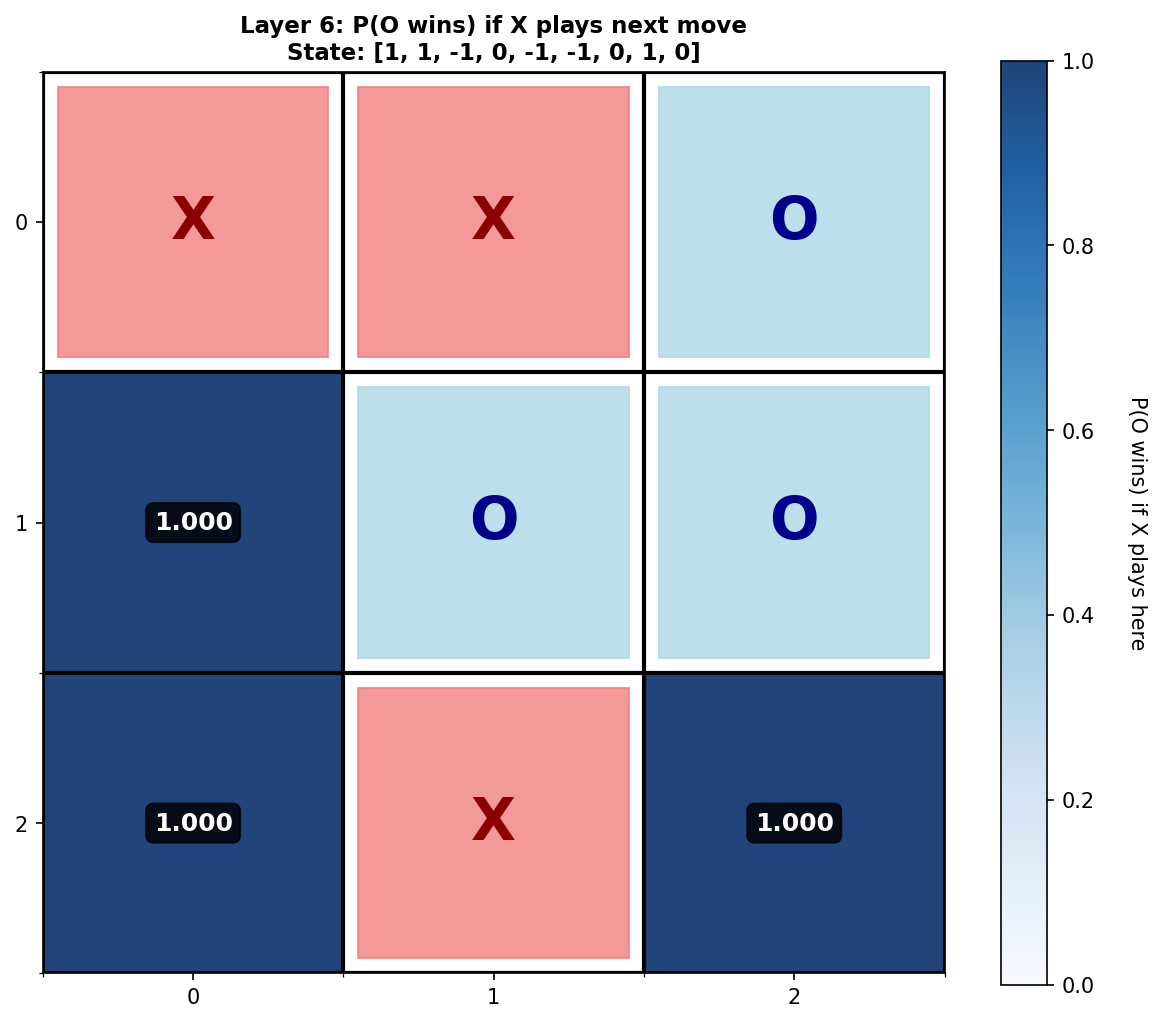 Layer 6: P(O wins) if X plays next move
State: [1, 1, -1, 0, -1, -1, 0, 1, 0]
X X O
1.000 O O
1.000 X 1.000
0
1
2
0 1 2
1.0
0.8
0.6
0.4
0.2
0.0
P(O wins) if X plays here